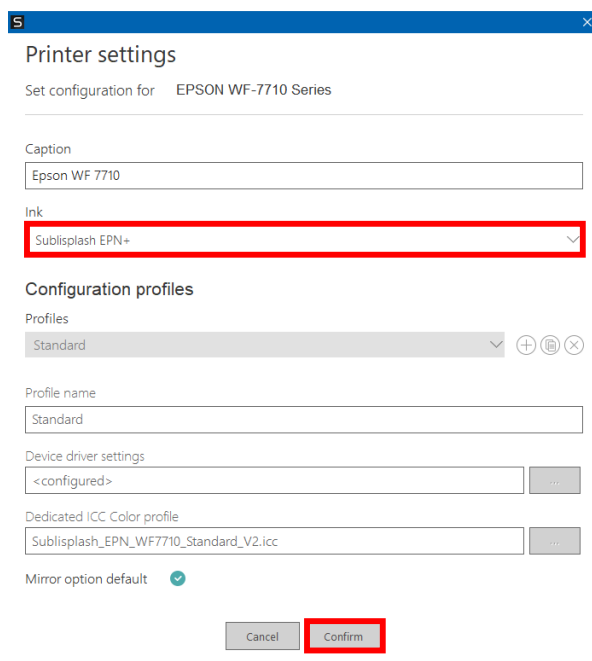 S
Printer settings
Set configuration for EPSON WF-7710 Series
Caption
Epson WF 7710
Ink
Sublisplash EPN+
Configuration profiles
Profiles
Standard
Profile name
Standard
Device driver settings
<configured> ...
Dedicated ICC Color profile
Sublisplash_EPN_WF7710_Standard_V2.icc ...
Mirror option default
Cancel Confirm